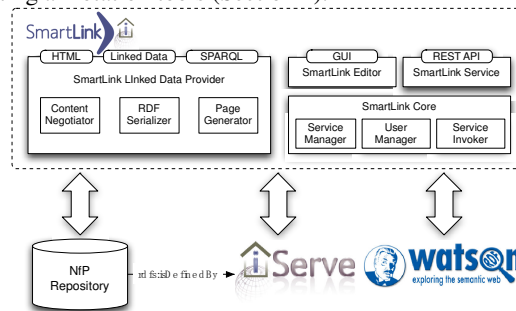 SmartLink
HTML Linked Data SPARQL
SmartLink LInked Data Provider
Content Negotiator
RDF Serializer
Page Generator
GUI
SmartLink Editor
REST API
SmartLink Service
SmartLink Core
Service Manager
User Manager
Service Invoker
NfP Repository
rdfs:isDefinedBy
iServe
watson
exploring the semantic web